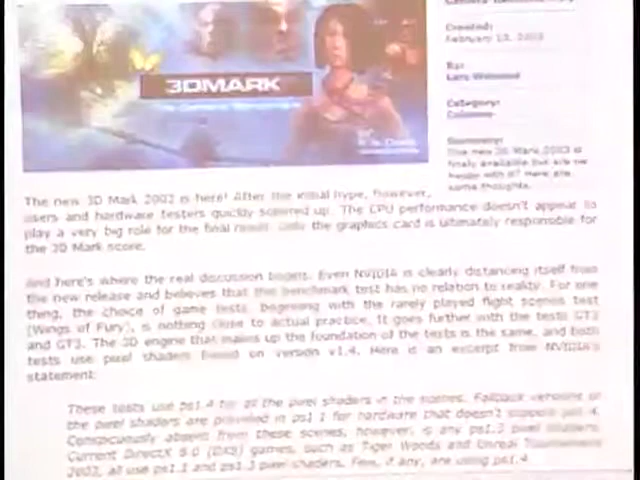 3DMARK
Created:
February 13, 2003
By:
Lars Weinand
Category:
Column
Summary:
The new 3D Mark 2003 is
finally available but are we
happy with it? Here are
some thoughts.
The new 3D Mark 2003 is here! After the initial hype, however,
users and hardware testers quickly sobered up. The CPU performance doesn't appear to
play a very big role for the final result, only the graphics card is ultimately responsible for
the 3D Mark score.
And here's where the real discussion begins. Even NVIDIA is clearly distancing itself from
the new release and believes that this benchmark test has no relation to reality. For one
thing, the choice of game tests, beginning with the rarely played flight scenes test
(Wings of Fury), is nothing close to actual practice. It goes further with the tests GT2
and GT3. The 3D engine that makes up the foundation of the tests is the same, and both
tests use pixel shaders based on version v1.4. Here is an excerpt from NVIDIA's
statement:
These tests use ps1.4 for all the pixel shaders in the scenes. Fallback versions of
the pixel shaders are provided in ps1.1 for hardware that doesn't support ps1.4.
Conspicuously absent from these scenes, however, is any ps1.3 pixel shaders.
Current DirectX 8.0 (DX8) games, such as Tiger Woods and Unreal Tournament
2003, all use ps1.1 and ps1.3 pixel shaders. Few, if any, are using ps1.4.